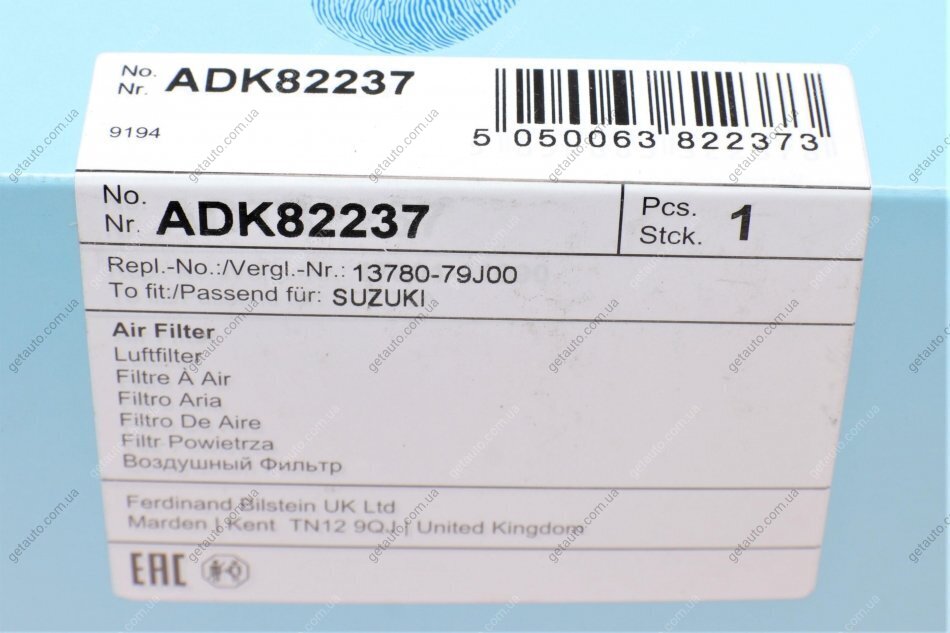 No.
Nr. ADK82237
9194
5 050063 822373
No.
Nr. ADK82237
Pcs.
Stck. 1
Repl.-No.:/Vergl.-Nr.: 13780-79J00
To fit:/Passend für: SUZUKI
Air Filter
Luftfilter
Filtre À Air
Filtro Aria
Filtro De Aire
Filtr Powietrza
Воздушный Фильтр
Ferdinand Bilstein UK Ltd
Marden | Kent TN12 9QJ | United Kingdom
EAC
getauto.com.ua